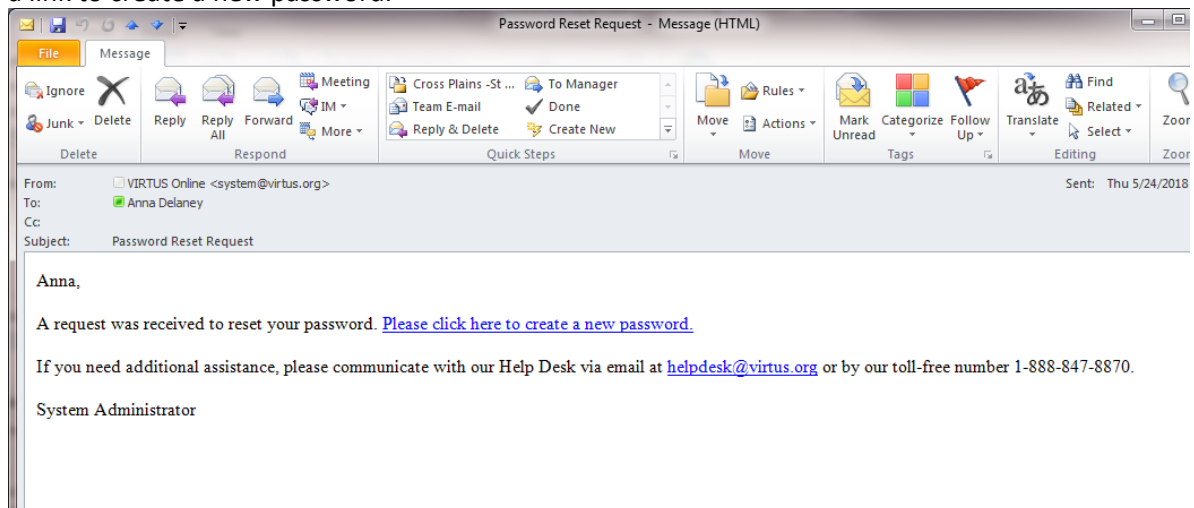 a link to create a new password.
Password Reset Request - Message (HTML)
File Message
Ignore
Junk
Delete
Reply
Reply All
Forward
Meeting
IM
More
Cross Plains -St ...
To Manager
Team E-mail
Done
Reply & Delete
Create New
Move
Rules
Actions
Mark Unread
Categorize
Follow Up
Translate
Find
Related
Select
Delete Respond Quick Steps Move Tags Editing
From: VIRTUS Online <system@virtus.org> Sent: Thu 5/24/2018
To: Anna Delaney
Cc:
Subject: Password Reset Request
Anna,
A request was received to reset your password. Please click here to create a new password.
If you need additional assistance, please communicate with our Help Desk via email at helpdesk@virtus.org or by our toll-free number 1-888-847-8870.
System Administrator